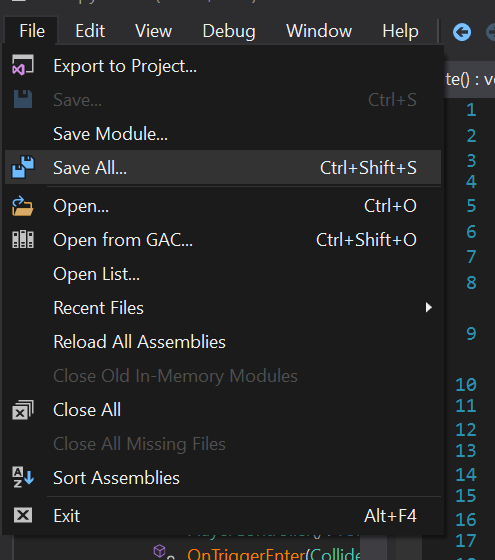 File Edit View Debug Window Help
Export to Project...
te() : v
Save... Ctrl+S
1
Save Module...
2
Save All... Ctrl+Shift+S
3
4
Open... Ctrl+O
5
Open from GAC... Ctrl+Shift+O
6
7
Open List...
8
Recent Files
9
Reload All Assemblies
Close Old In-Memory Modules
10
Close All
11
12
Close All Missing Files
13
Sort Assemblies
14
15
Exit Alt+F4
16
17
OnTriggerEnter(Collide